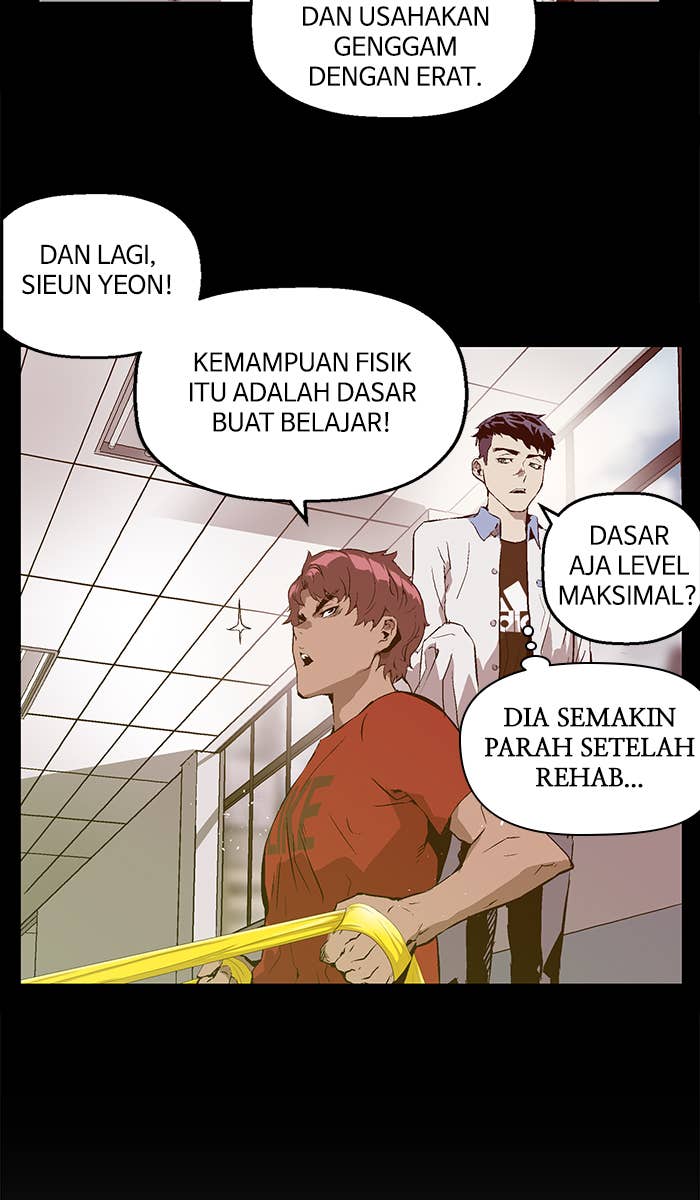 DAN USAHAKAN
GENGGAM
DENGAN ERAT.
DAN LAGI,
SIEUN YEON!
KEMAMPUAN FISIK
ITU ADALAH DASAR
BUAT BELAJAR!
DASAR
AJA LEVEL
MAKSIMAL?
DIA SEMAKIN
PARAH SETELAH
REHAB...